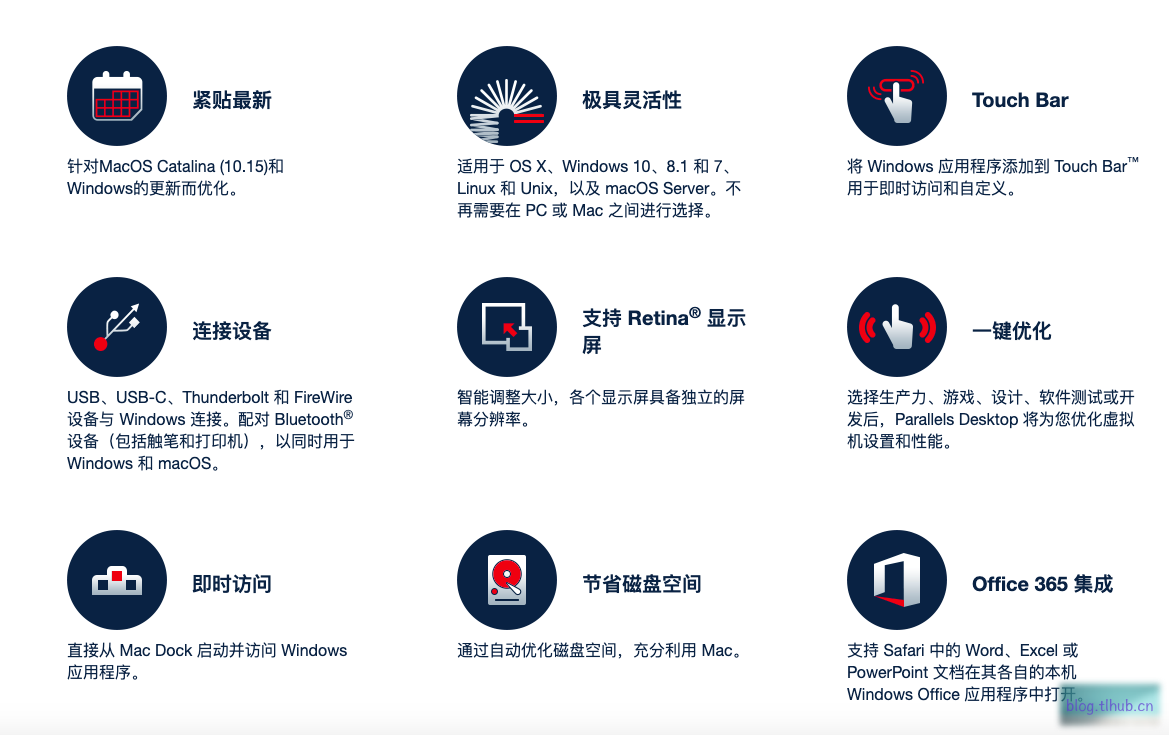 紧贴最新
针对MacOS Catalina (10.15)和
Windows的更新而优化。
极具灵活性
适用于 OS X、Windows 10、8.1 和 7、
Linux 和 Unix，以及 macOS Server。不
再需要在 PC 或 Mac 之间进行选择。
Touch Bar
将 Windows 应用程序添加到 Touch Bar™
用于即时访问和自定义。
连接设备
USB、USB-C、Thunderbolt 和 FireWire
设备与 Windows 连接。配对 Bluetooth®
设备（包括触笔和打印机），以同时用于
Windows 和 macOS。
支持 Retina® 显示
屏
智能调整大小，各个显示屏具备独立的屏
幕分辨率。
一键优化
选择生产力、游戏、设计、软件测试或开
发后，Parallels Desktop 将为您优化虚拟
机设置和性能。
即时访问
直接从 Mac Dock 启动并访问 Windows
应用程序。
节省磁盘空间
通过自动优化磁盘空间，充分利用 Mac。
Office 365 集成
支持 Safari 中的 Word、Excel 或
PowerPoint 文档在其各自的本机
Windows Office 应用程序中打开。
blog.tlhub.cn